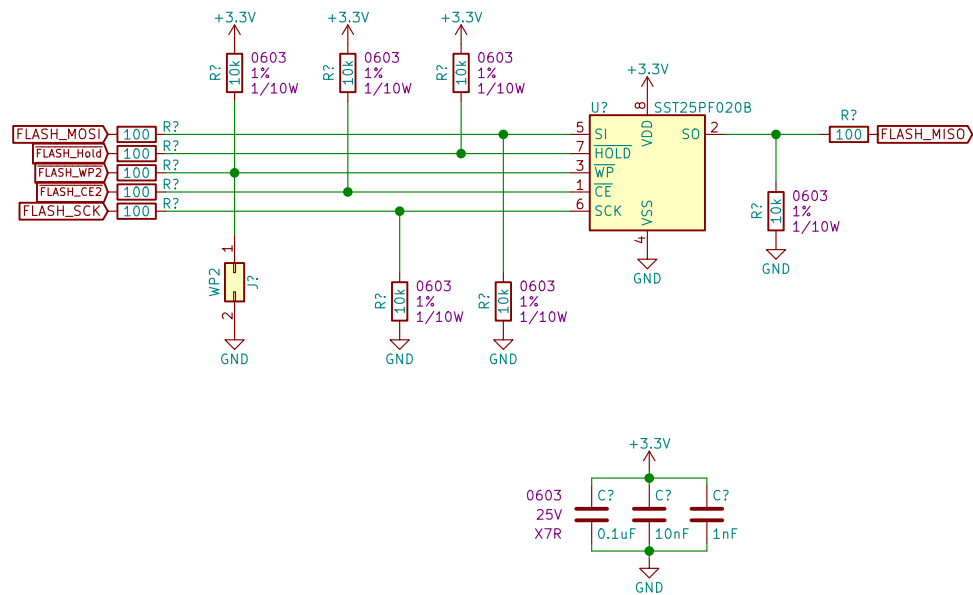 +3.3V +3.3V +3.3V
R? 10k 0603 1% 1/10W
R? 10k 0603 1% 1/10W
R? 10k 0603 1% 1/10W
+3.3V
U? SST25PF020B
8 VDD
FLASH_MOSI 100 R? 5 SI
FLASH_Hold 100 R? 7 HOLD
FLASH_WP2 100 R? 3 WP
FLASH_CE2 100 R? 1 CE
FLASH_SCK 100 R? 6 SCK
SO 2
R? 100 FLASH_MISO
VSS 4
GND
R? 10k 0603 1% 1/10W
GND
WP2 1 2 J?
GND
R? 10k 0603 1% 1/10W
GND
R? 10k 0603 1% 1/10W
GND
+3.3V
0603 C? C? C?
25V
X7R 0.1uF 10nF 1nF
GND